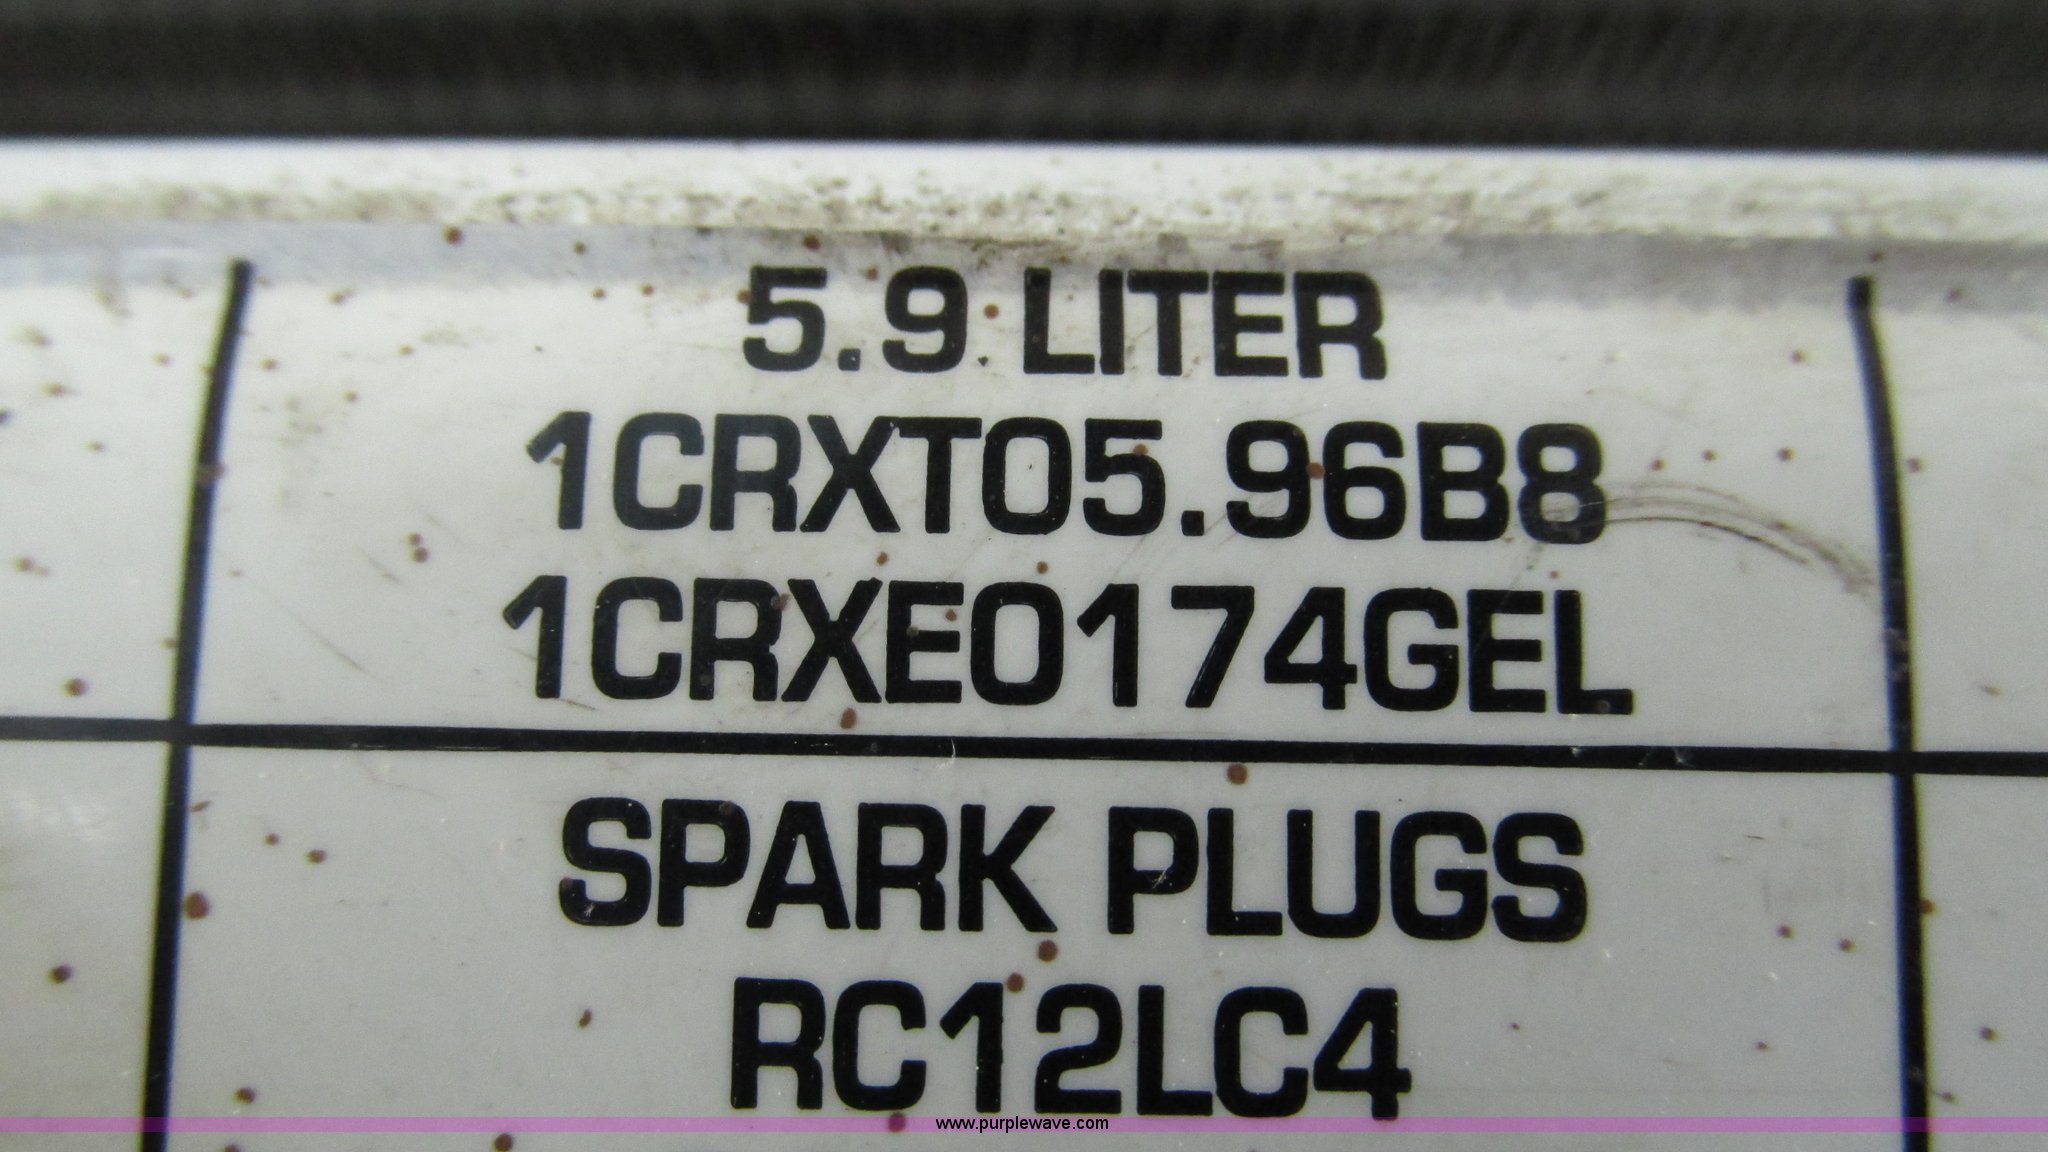 5.9 LITER
1CRXT05.96B8
1CRXE0174GEL
SPARK PLUGS
RC12LC4
www.purplewave.com